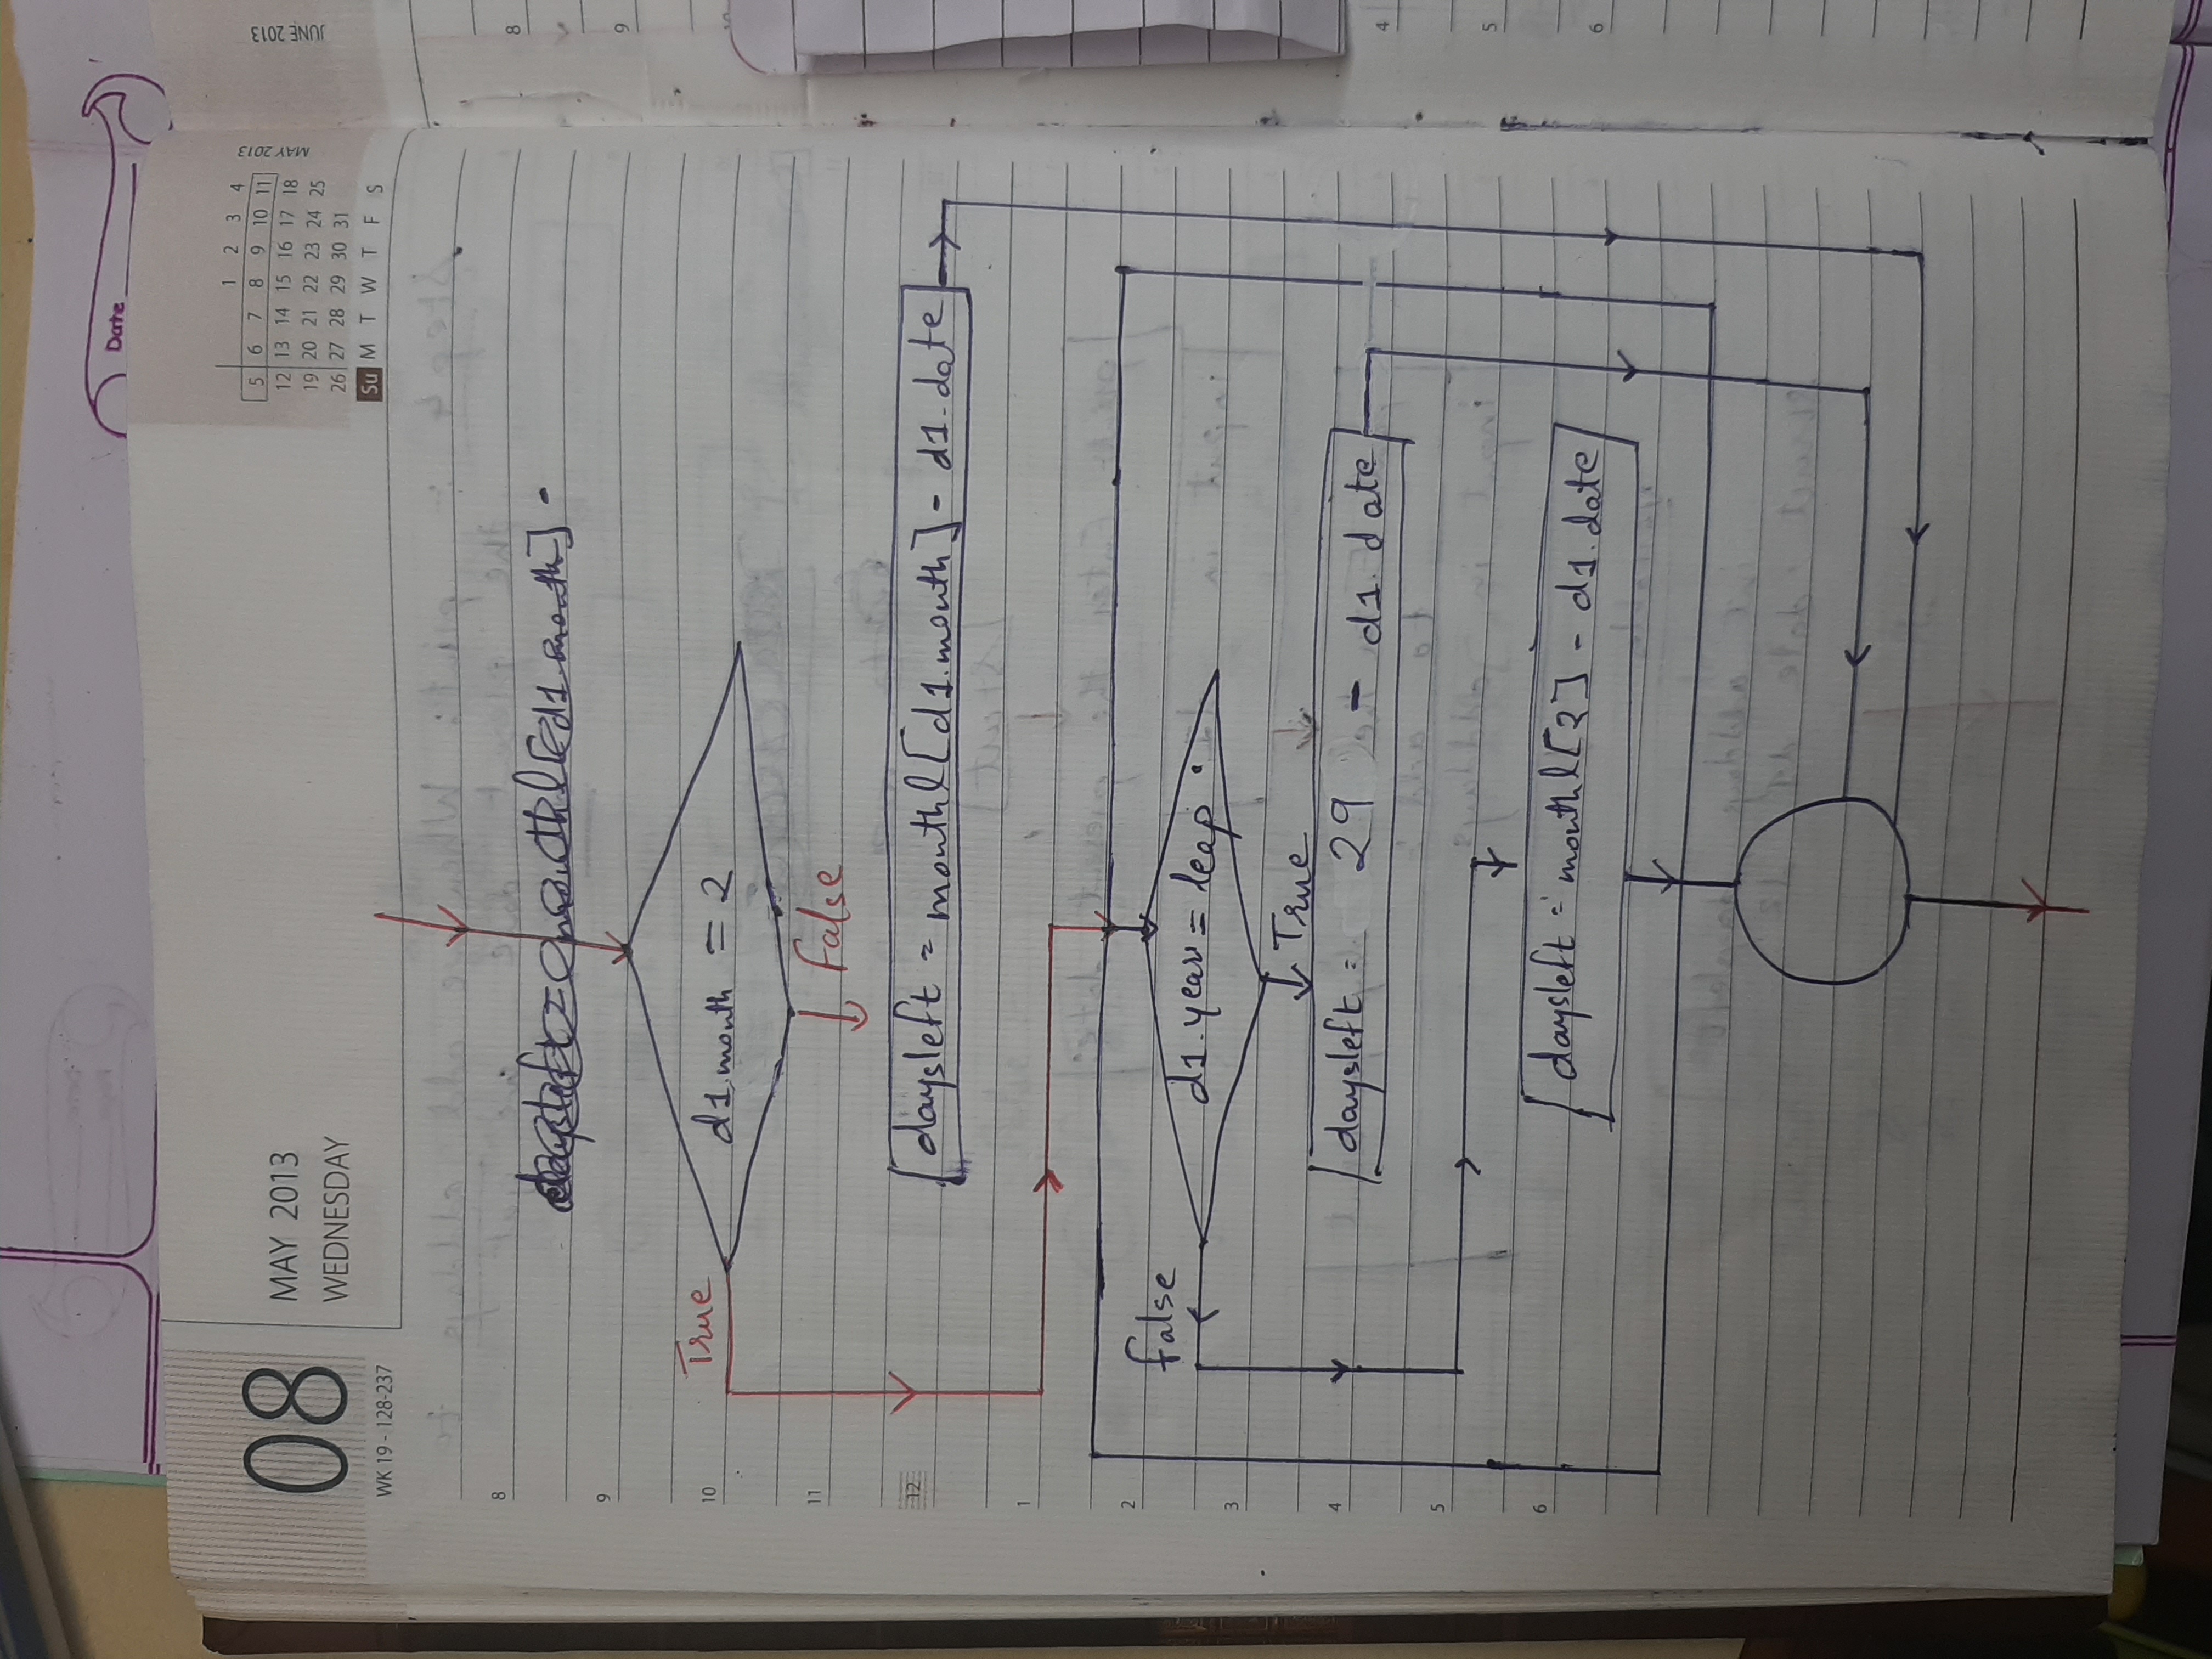 Date
08
MAY 2013
WEDNESDAY
WK 19 - 128-237
1 2 3 4
5 6 7 8 9 10 11
12 13 14 15 16 17 18
19 20 21 22 23 24 25
26 27 28 29 30 31
Su M T W T F S
MAY 2013
JUNE 2013
8
daysleft = monthl[d1.month] -
9
10
True
d1.month = 2
11
False
12
daysleft = monthl[d1.month] - d1.date
1
2
false
d1.year = leap
3
True
4
daysleft = 29 - d1.date
5
6
daysleft = monthl[2] - d1.date
8
9
4
5
6